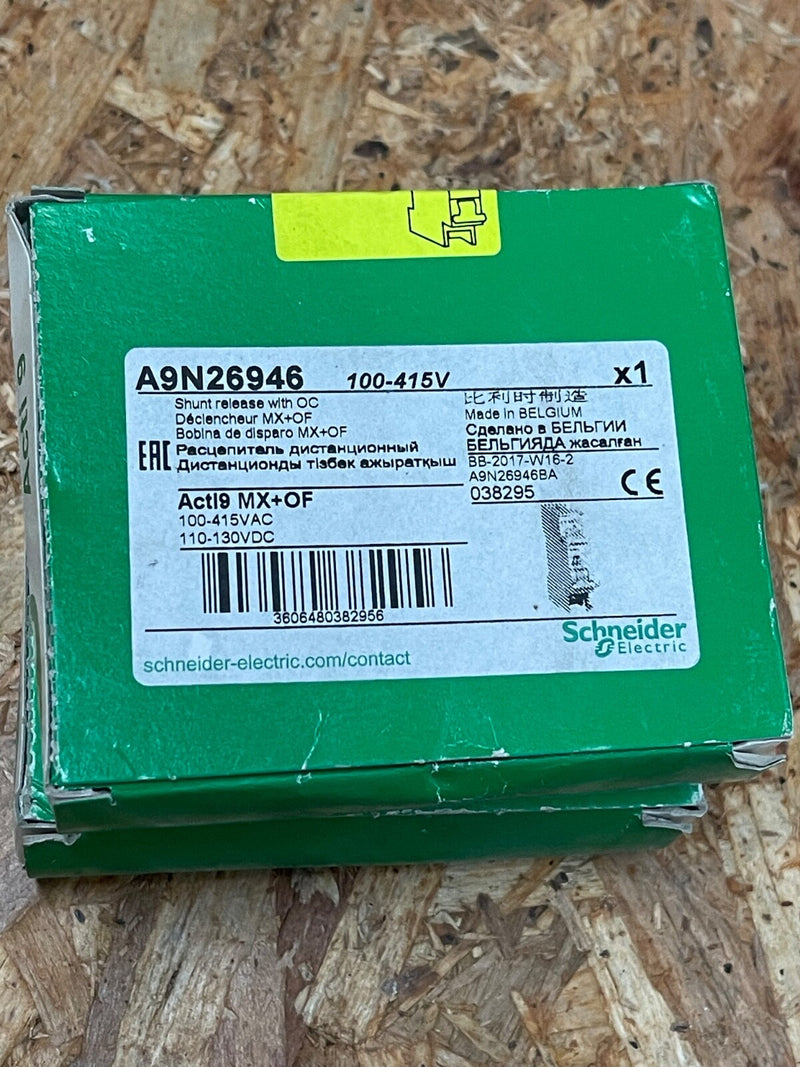 A9N26946 100-415V x1
Shunt release with OC
Déclencheur MX+OF
Bobina de disparo MX+OF
EAC Расцепитель дистанционный
Дистанционды тізбек ажыратқыш
比利时制造
Made in BELGIUM
Сделано в БЕЛЬГИИ
БЕЛЬГИЯДА жасалған
BB-2017-W16-2
A9N26946BA
038295 CE
Acti9 MX+OF
100-415VAC
110-130VDC
3606480382956
Schneider
Electric
schneider-electric.com/contact
Acti 9